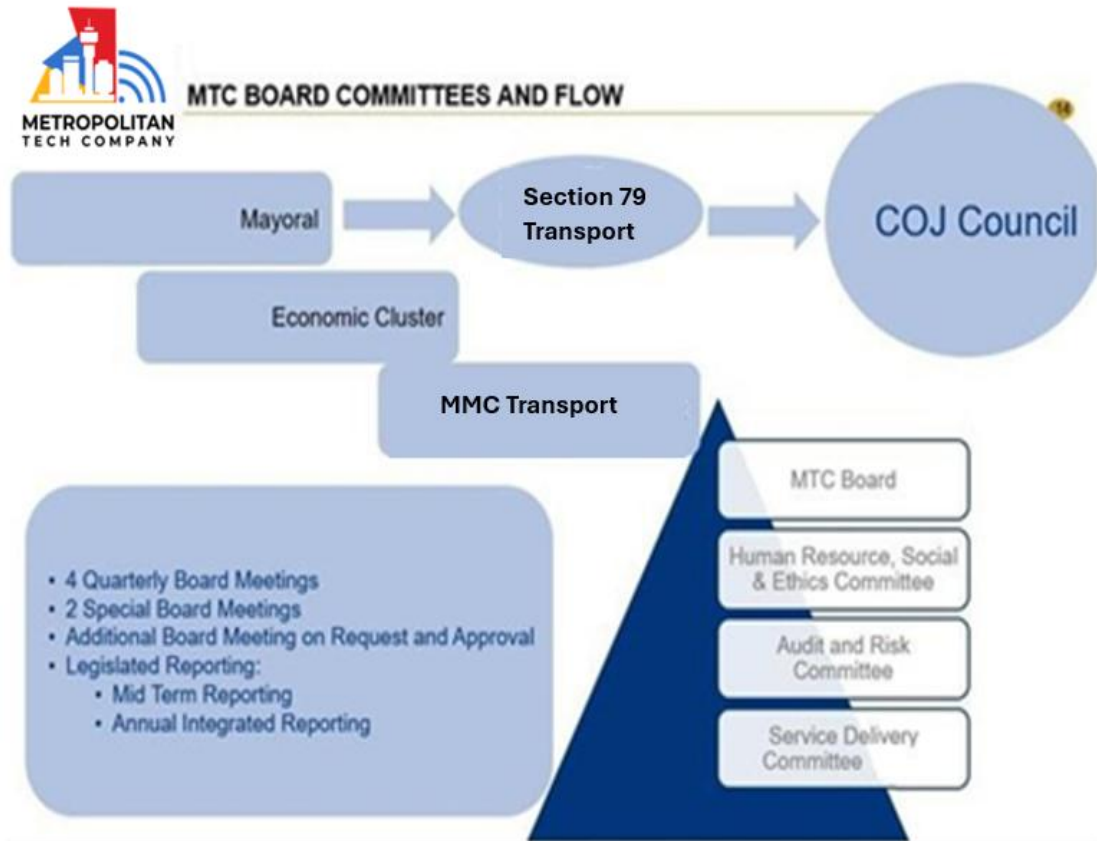 METROPOLITAN
TECH COMPANY
MTC BOARD COMMITTEES AND FLOW
14
Mayoral
Section 79
Transport
COJ Council
Economic Cluster
MMC Transport
• 4 Quarterly Board Meetings
• 2 Special Board Meetings
• Additional Board Meeting on Request and Approval
• Legislated Reporting:
• Mid Term Reporting
• Annual Integrated Reporting
MTC Board
Human Resource, Social
& Ethics Committee
Audit and Risk
Committee
Service Delivery
Committee